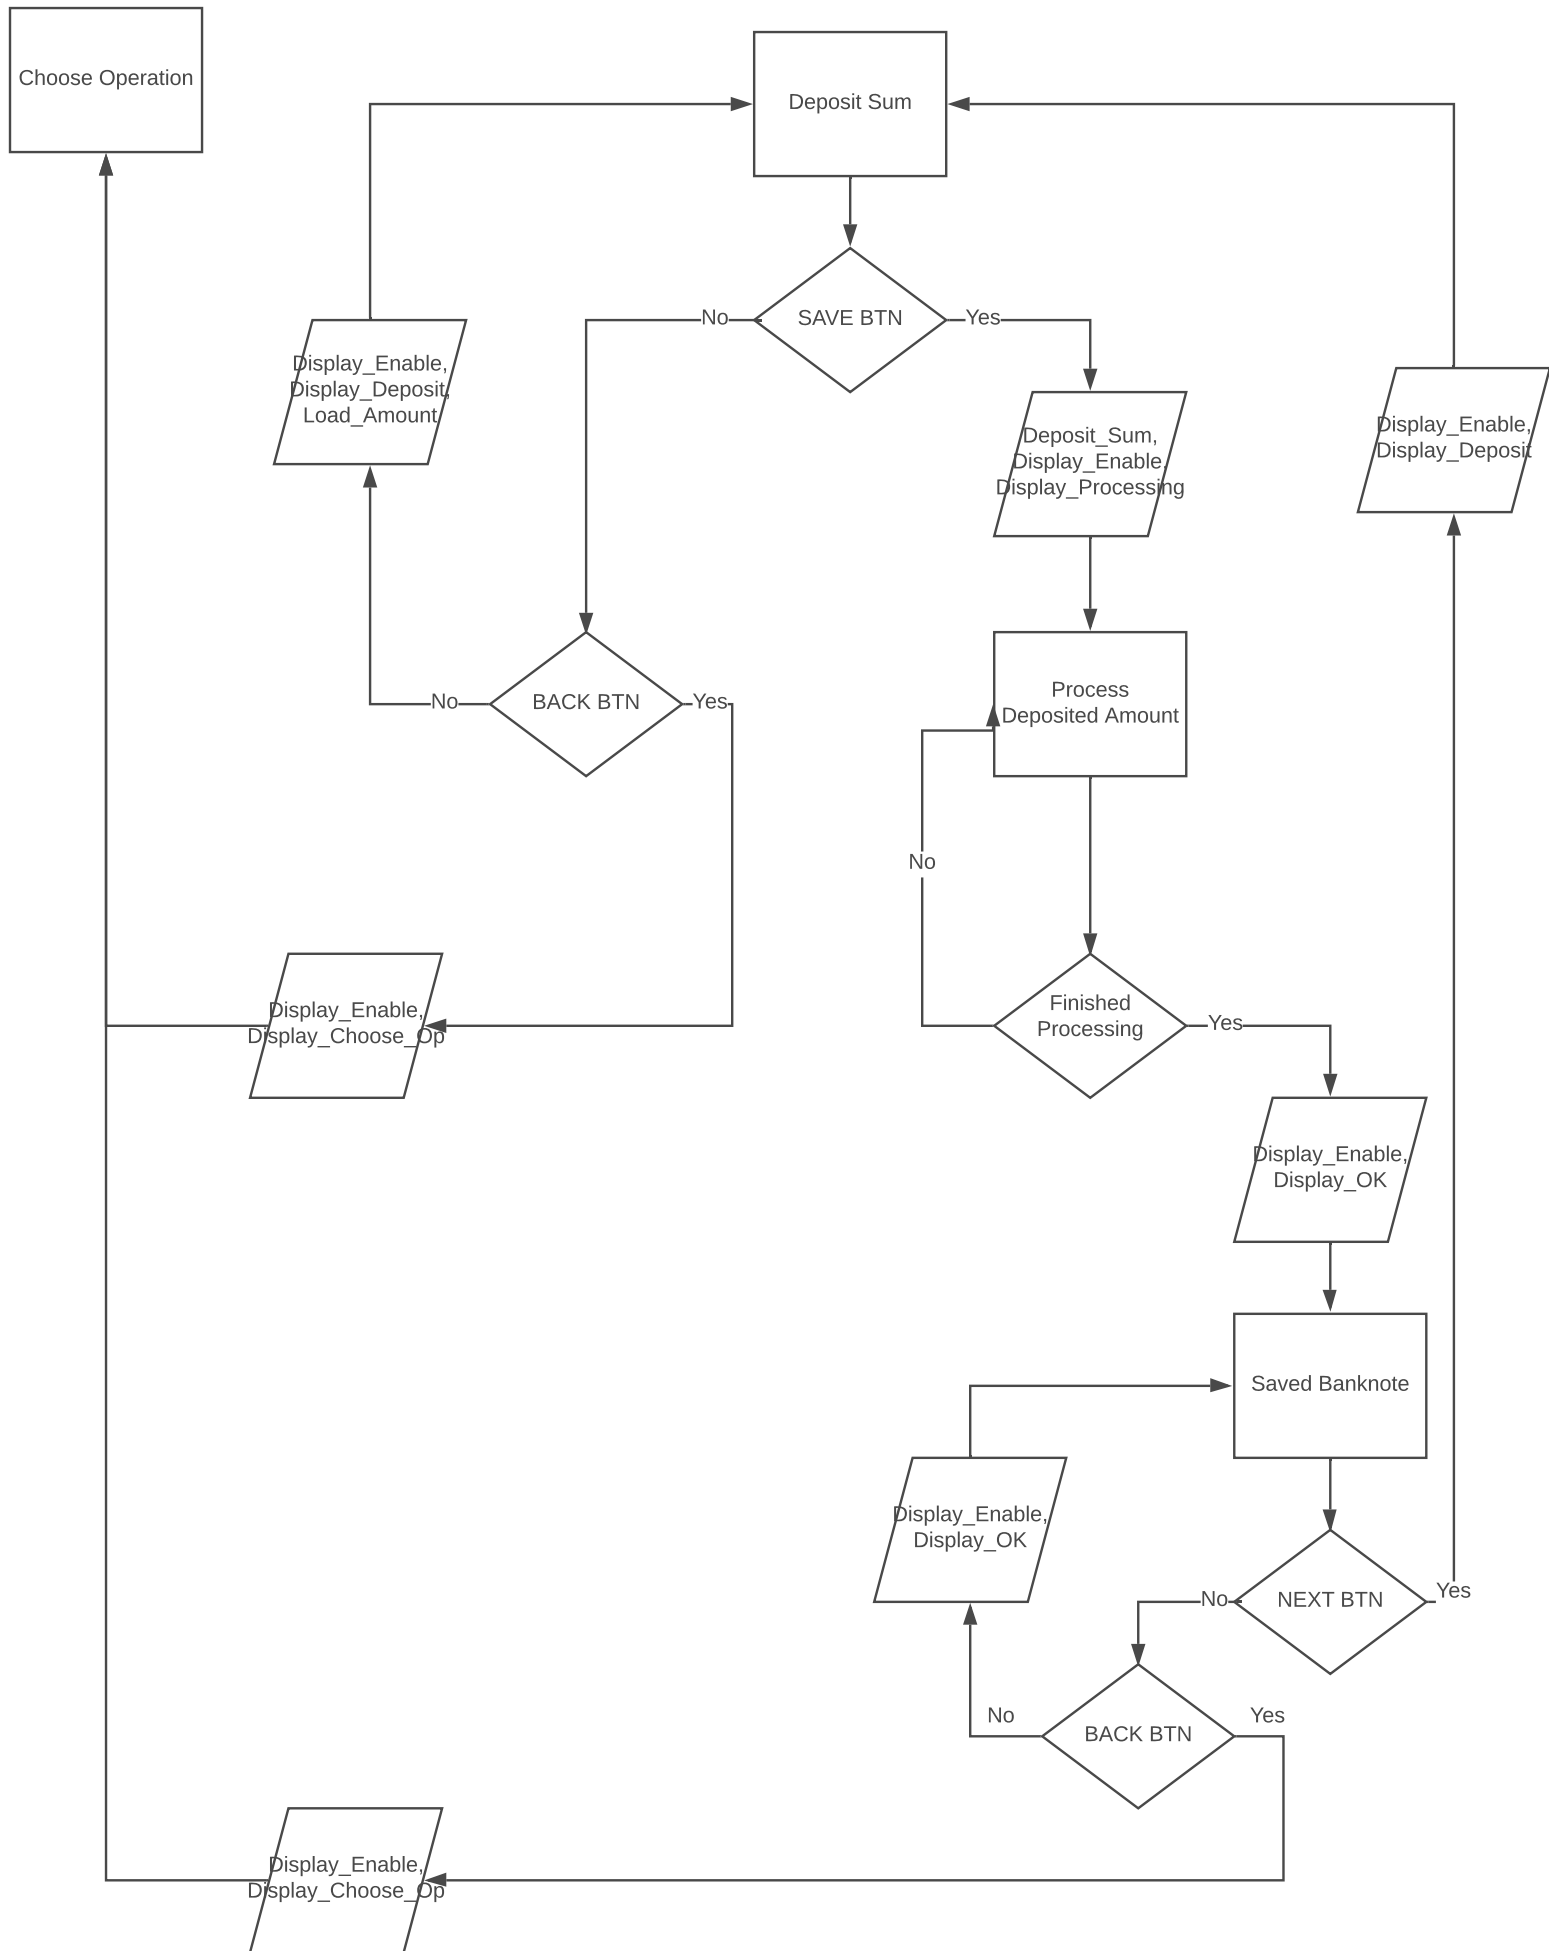 Choose Operation
Deposit Sum
No
SAVE BTN
Yes
Display_Enable,
Display_Deposit,
Load_Amount
Deposit_Sum,
Display_Enable,
Display_Processing
Display_Enable,
Display_Deposit
No
BACK BTN
Yes
Process
Deposited Amount
No
Display_Enable,
Display_Choose_Op
Finished
Processing
Yes
Display_Enable,
Display_OK
Saved Banknote
Display_Enable,
Display_OK
No
NEXT BTN
Yes
No
BACK BTN
Yes
Display_Enable,
Display_Choose_Op